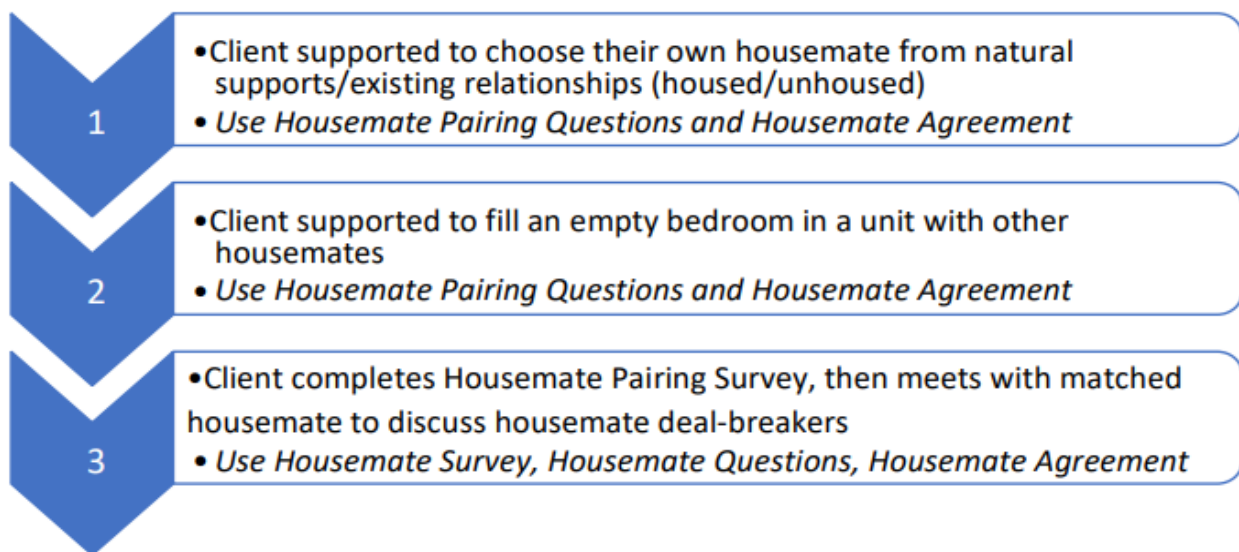 1
•Client supported to choose their own housemate from natural
supports/existing relationships (housed/unhoused)
• Use Housemate Pairing Questions and Housemate Agreement
2
•Client supported to fill an empty bedroom in a unit with other
housemates
• Use Housemate Pairing Questions and Housemate Agreement
3
•Client completes Housemate Pairing Survey, then meets with matched
housemate to discuss housemate deal-breakers
• Use Housemate Survey, Housemate Questions, Housemate Agreement